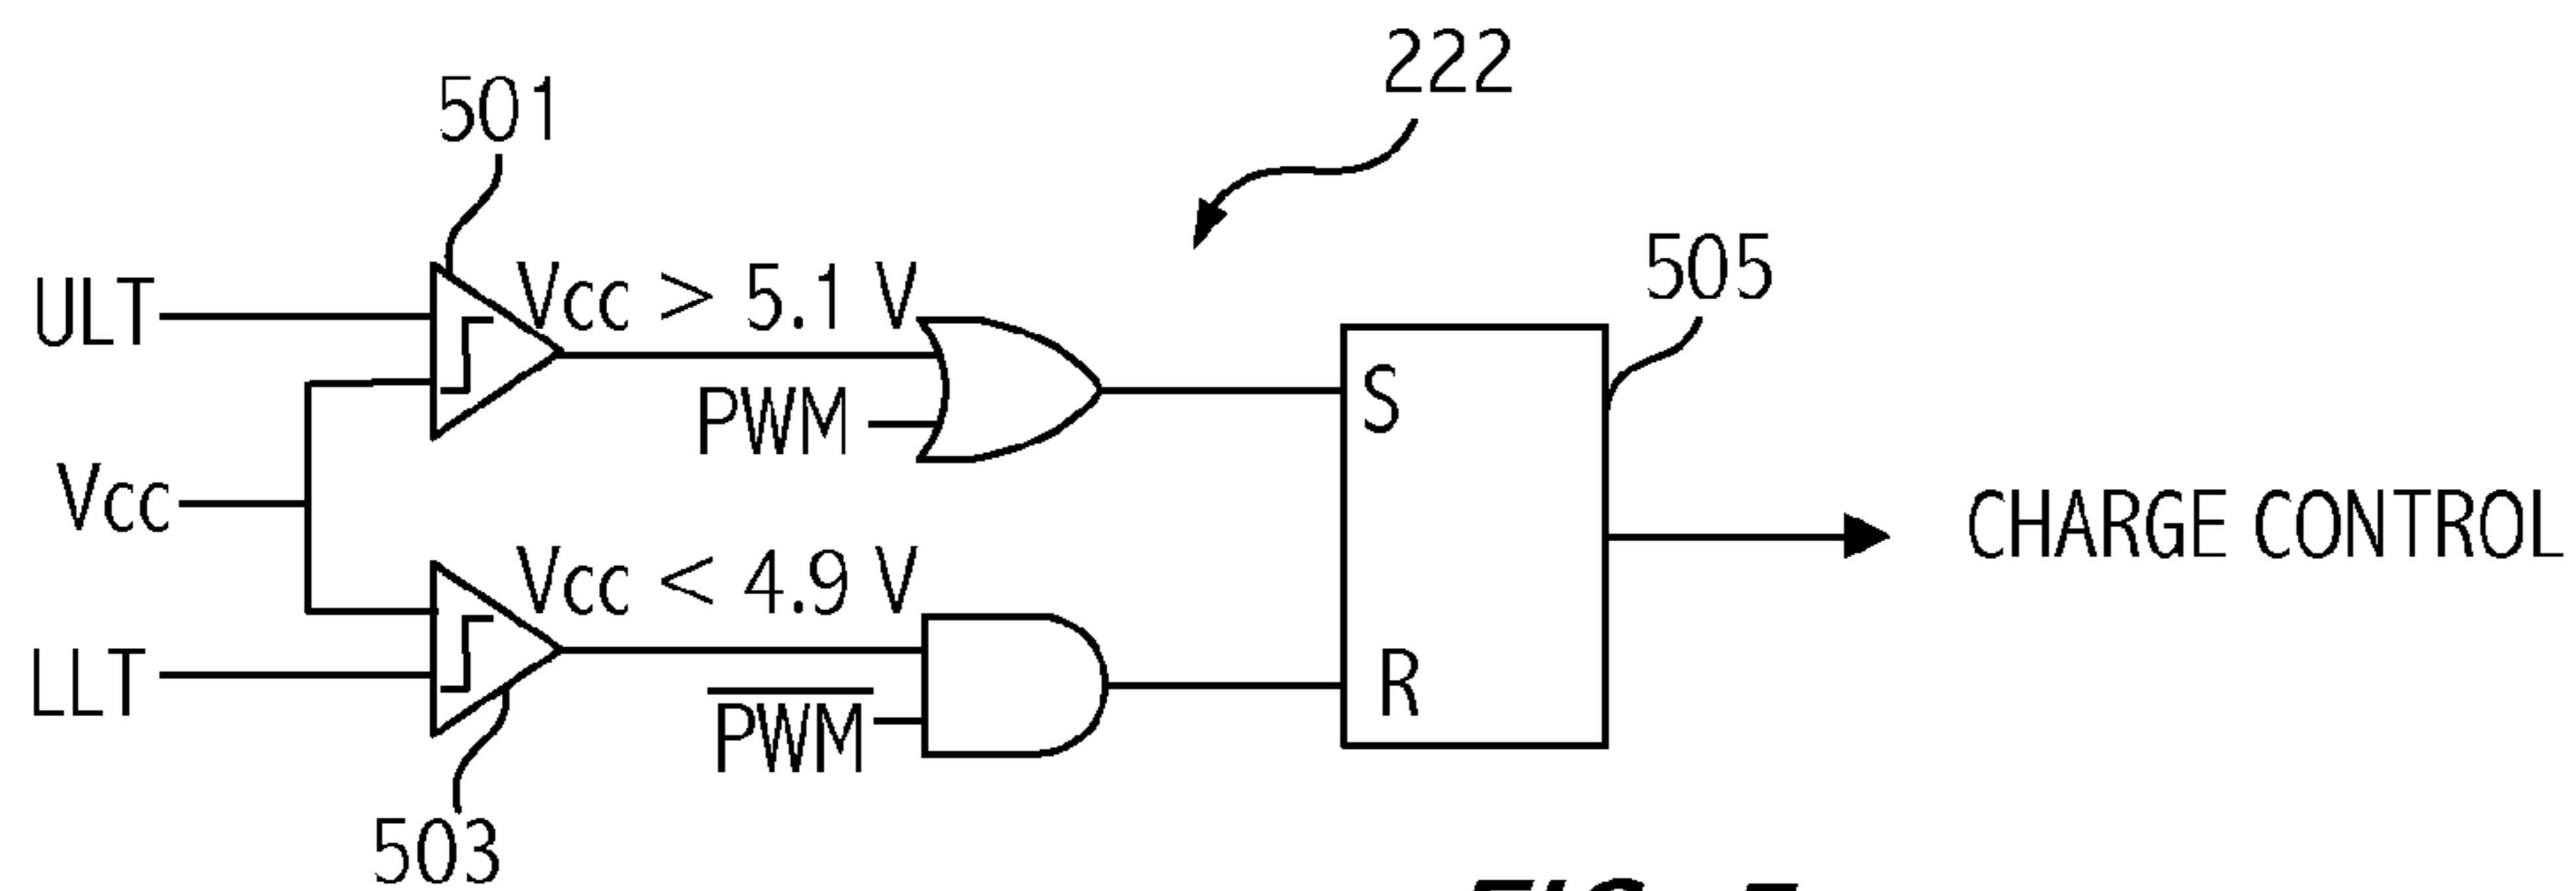 222
501
505
ULT
Vcc > 5.1 V
PWM
S
Vcc
CHARGE CONTROL
Vcc < 4.9 V
LLT
PWM
R
503